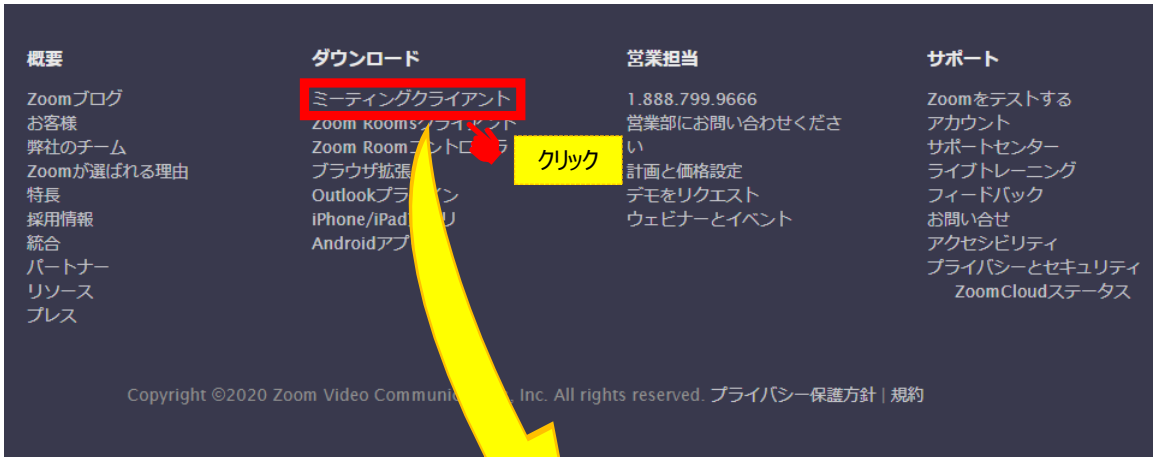 概要
Zoomブログ
お客様
弊社のチーム
Zoomが選ばれる理由
特長
採用情報
統合
パートナー
リソース
プレス
ダウンロード
ミーティングクライアント
Zoom Roomsクライアント
Zoom Roomコントローラ
ブラウザ拡張
Outlookプラ イン
iPhone/iPad リ
Androidアプ
クリック
営業担当
1.888.799.9666
営業部にお問い合わせくださ
い
計画と価格設定
デモをリクエスト
ウェビナーとイベント
サポート
Zoomをテストする
アカウント
サポートセンター
ライブトレーニング
フィードバック
お問い合せ
アクセシビリティ
プライバシーとセキュリティ
ZoomCloudステータス
Copyright ©2020 Zoom Video Communic , Inc. All rights reserved. プライバシー保護方針 | 規約